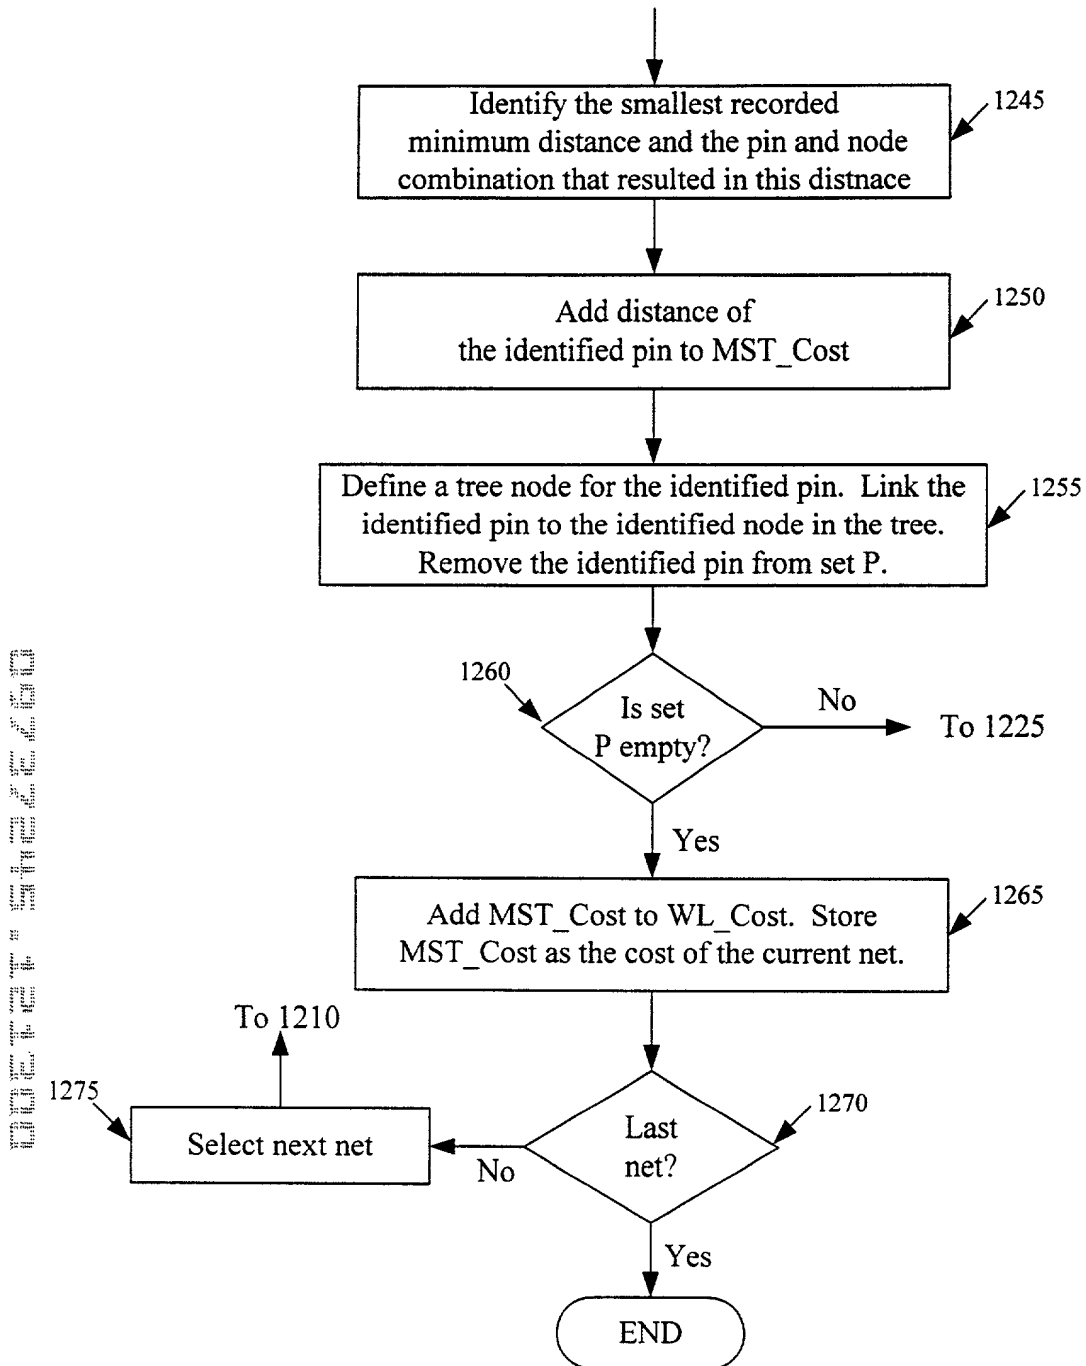 Identify the smallest recorded
minimum distance and the pin and node
combination that resulted in this distnace
1245
Add distance of
the identified pin to MST_Cost
1250
Define a tree node for the identified pin. Link the
identified pin to the identified node in the tree.
Remove the identified pin from set P.
1255
1260
Is set
P empty?
No
To 1225
Yes
Add MST_Cost to WL_Cost. Store
MST_Cost as the cost of the current net.
1265
To 1210
1275
Select next net
No
Last
net?
1270
Yes
END